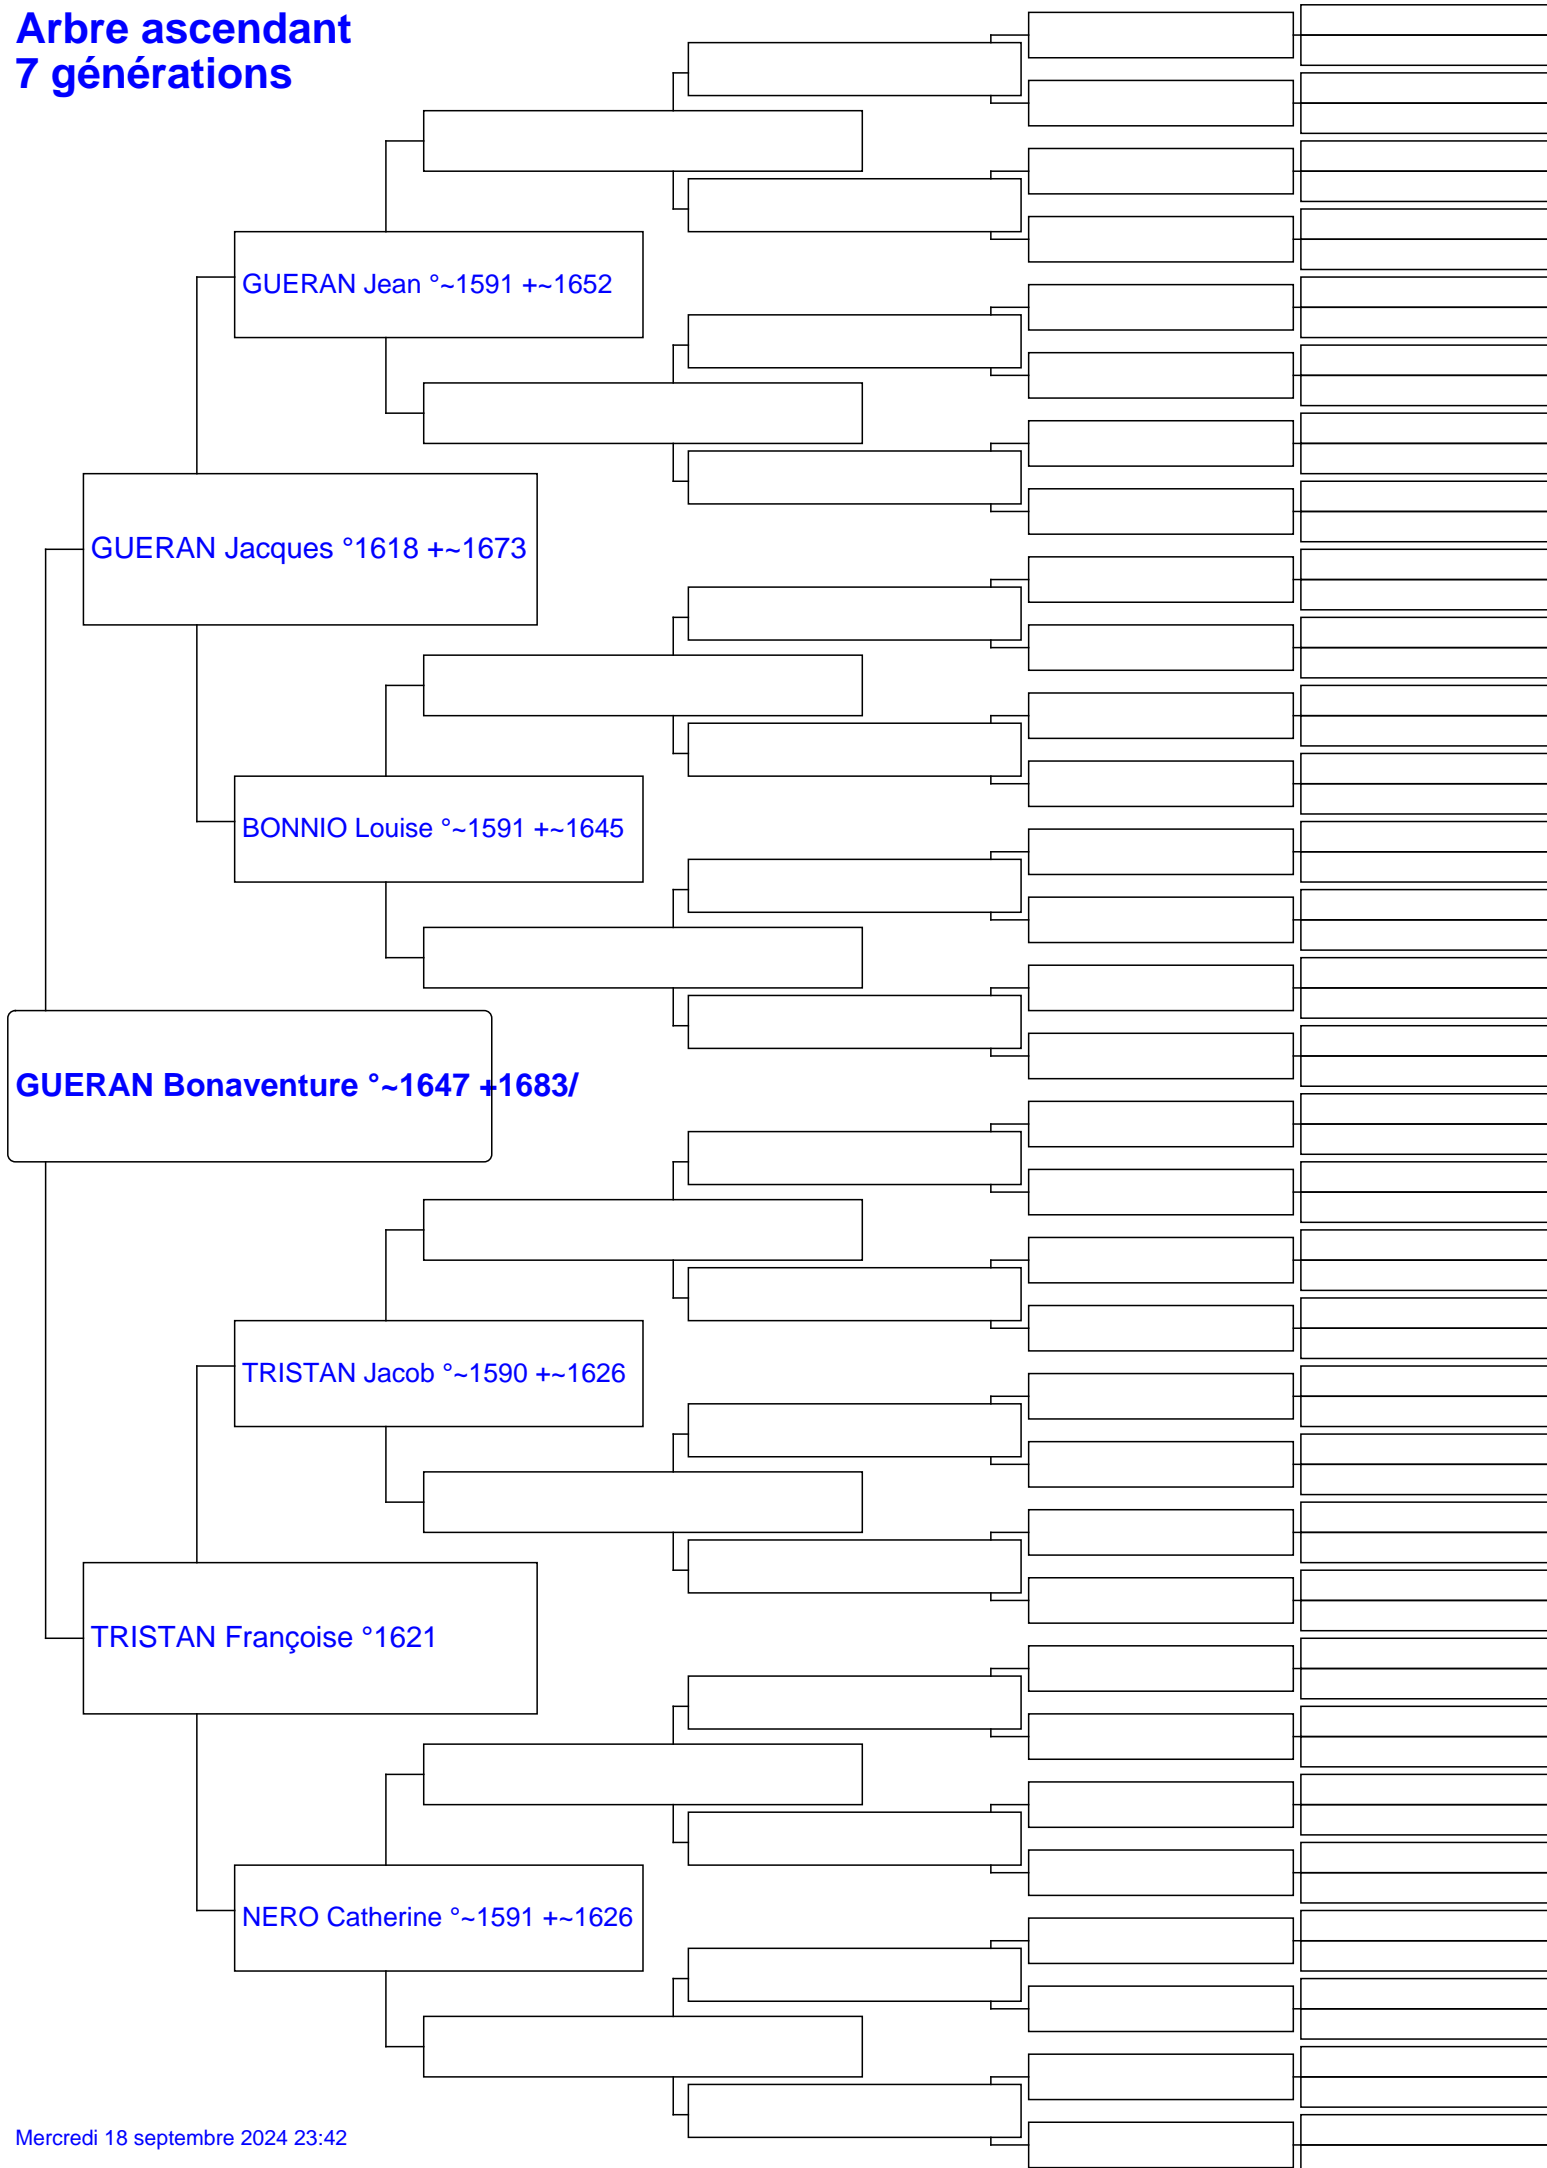 Arbre ascendant
7 générations
GUERAN Jean °~1591 +~1652
GUERAN Jacques °1618 +~1673
BONNIO Louise °~1591 +~1645
GUERAN Bonaventure °~1647 +1683/
TRISTAN Jacob °~1590 +~1626
TRISTAN Françoise °1621
NERO Catherine °~1591 +~1626
Mercredi 18 septembre 2024 23:42